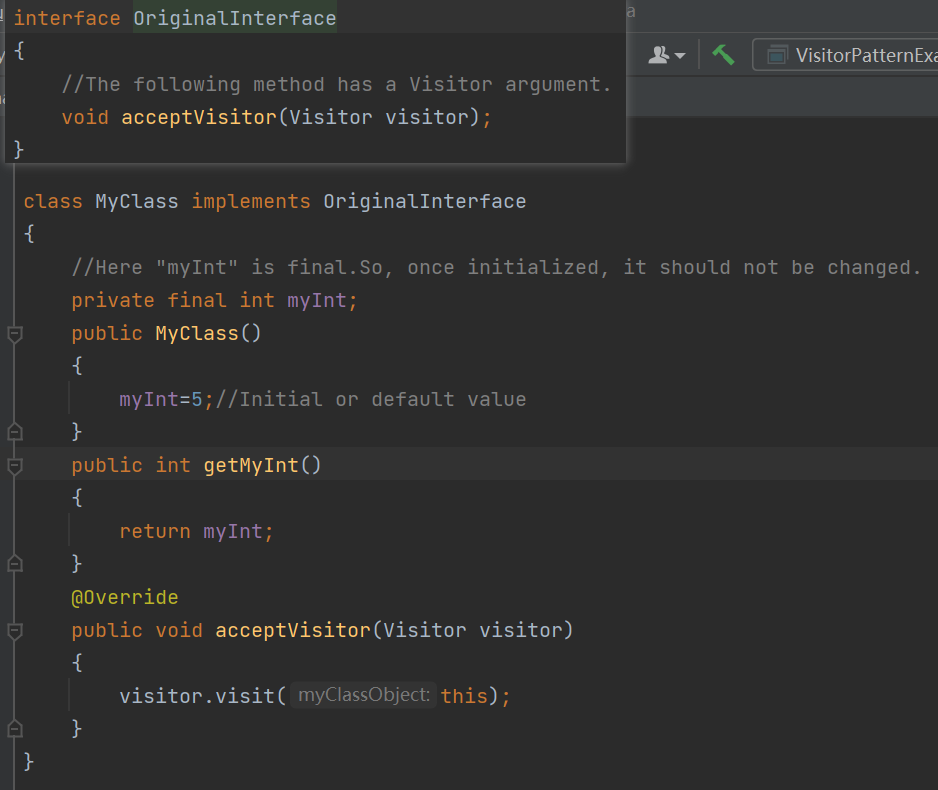 interface OriginalInterface
{
//The following method has a Visitor argument.
void acceptVisitor(Visitor visitor);
}
VisitorPatternExa
class MyClass implements OriginalInterface
{
//Here "myInt" is final.So, once initialized, it should not be changed.
private final int myInt;
public MyClass()
{
myInt=5;//Initial or default value
}
public int getMyInt()
{
return myInt;
}
@Override
public void acceptVisitor(Visitor visitor)
{
visitor.visit( myClassObject: this);
}
}